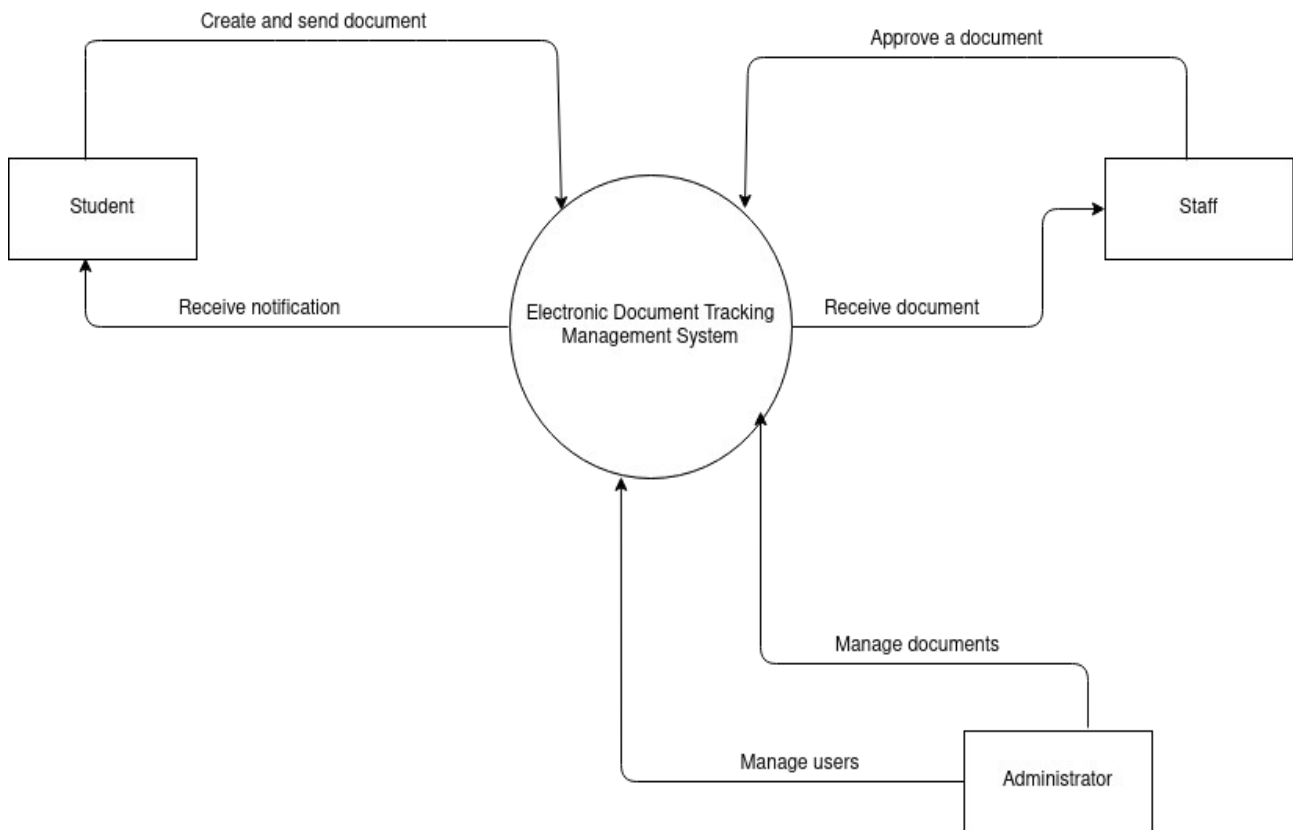 Create and send document
Approve a document
Student
Staff
Receive notification
Electronic Document Tracking
Management System
Receive document
Manage documents
Manage users
Administrator